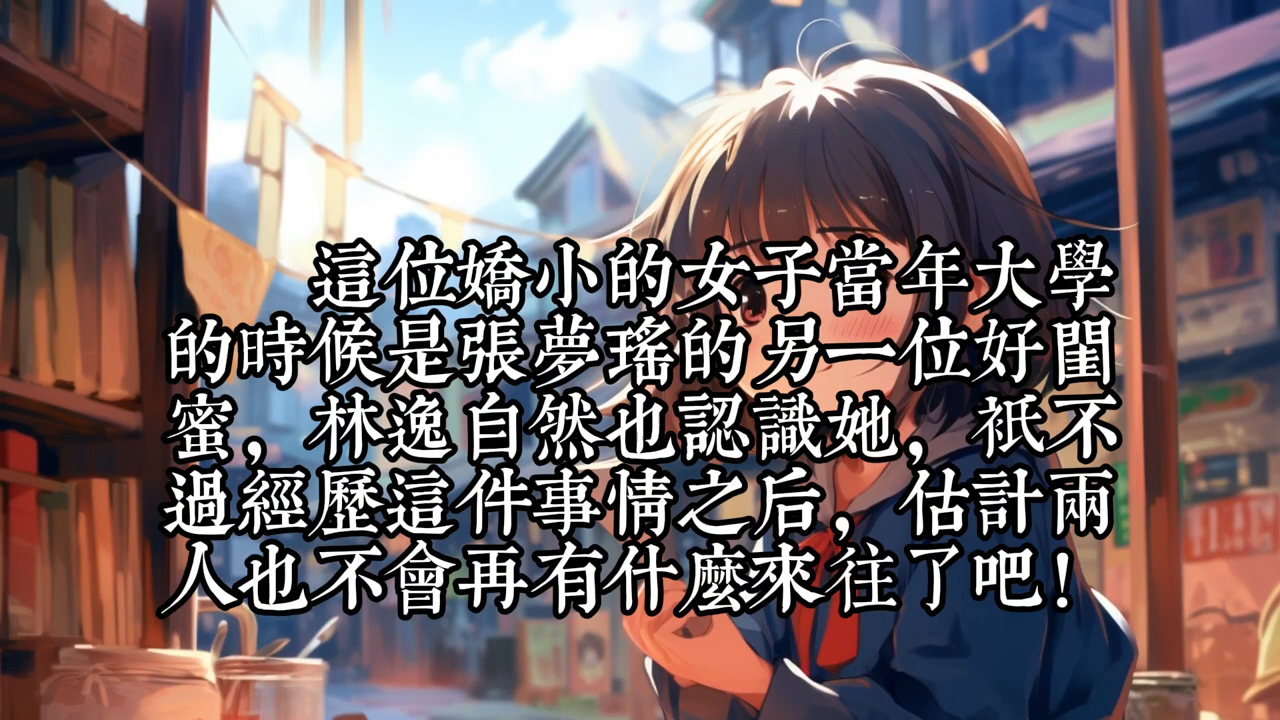 這位嬌小的女子當年大學
的時候是張夢瑤的另一位好閨
蜜，林逸自然也認識她，衹不
過經歷這件事情之后，估計兩
人也不會再有什麼來往了吧！